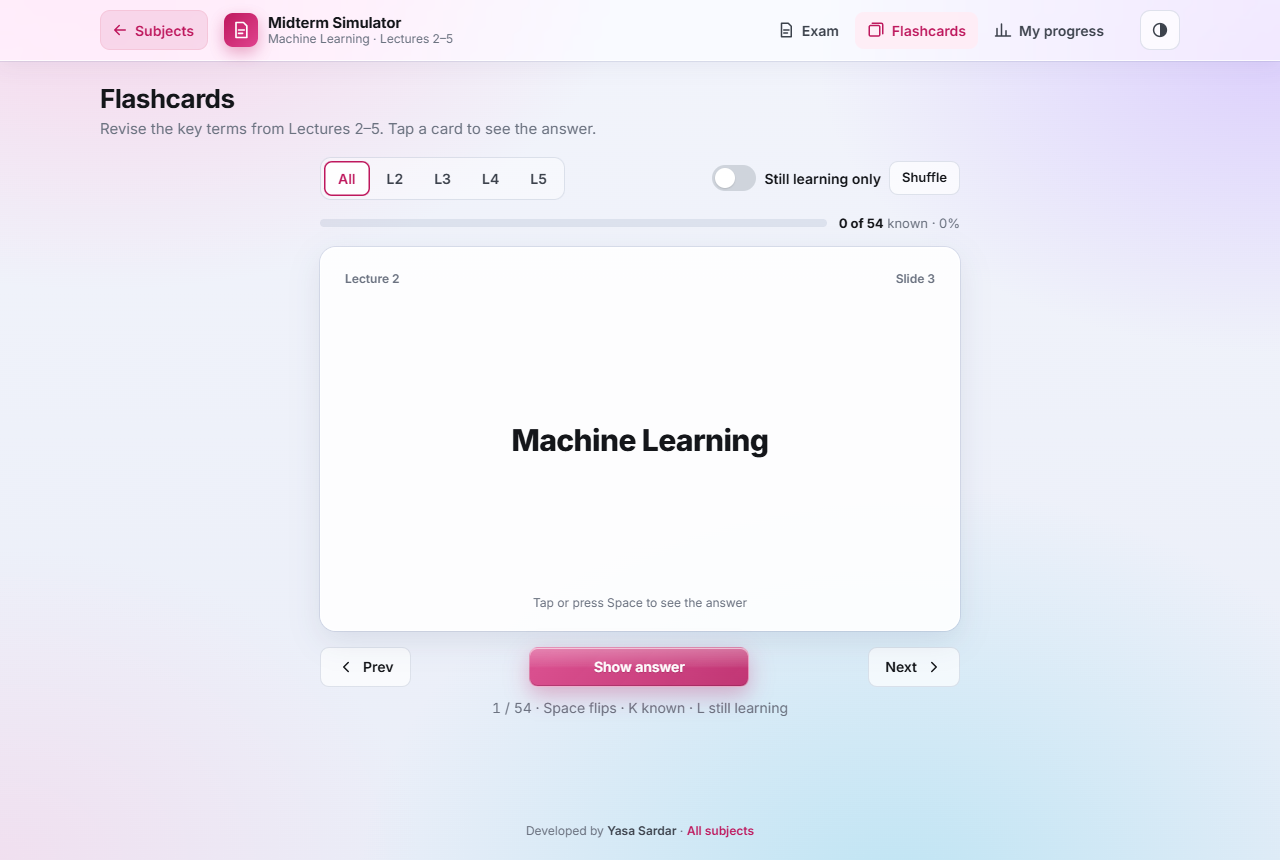 Subjects
Midterm Simulator
Machine Learning · Lectures 2–5
Exam
Flashcards
My progress
Flashcards
Revise the key terms from Lectures 2–5. Tap a card to see the answer.
All L2 L3 L4 L5
Still learning only
Shuffle
0 of 54 known · 0%
Lecture 2
Slide 3
Machine Learning
Tap or press Space to see the answer
Prev
Show answer
Next
1 / 54 · Space flips · K known · L still learning
Developed by Yasa Sardar · All subjects